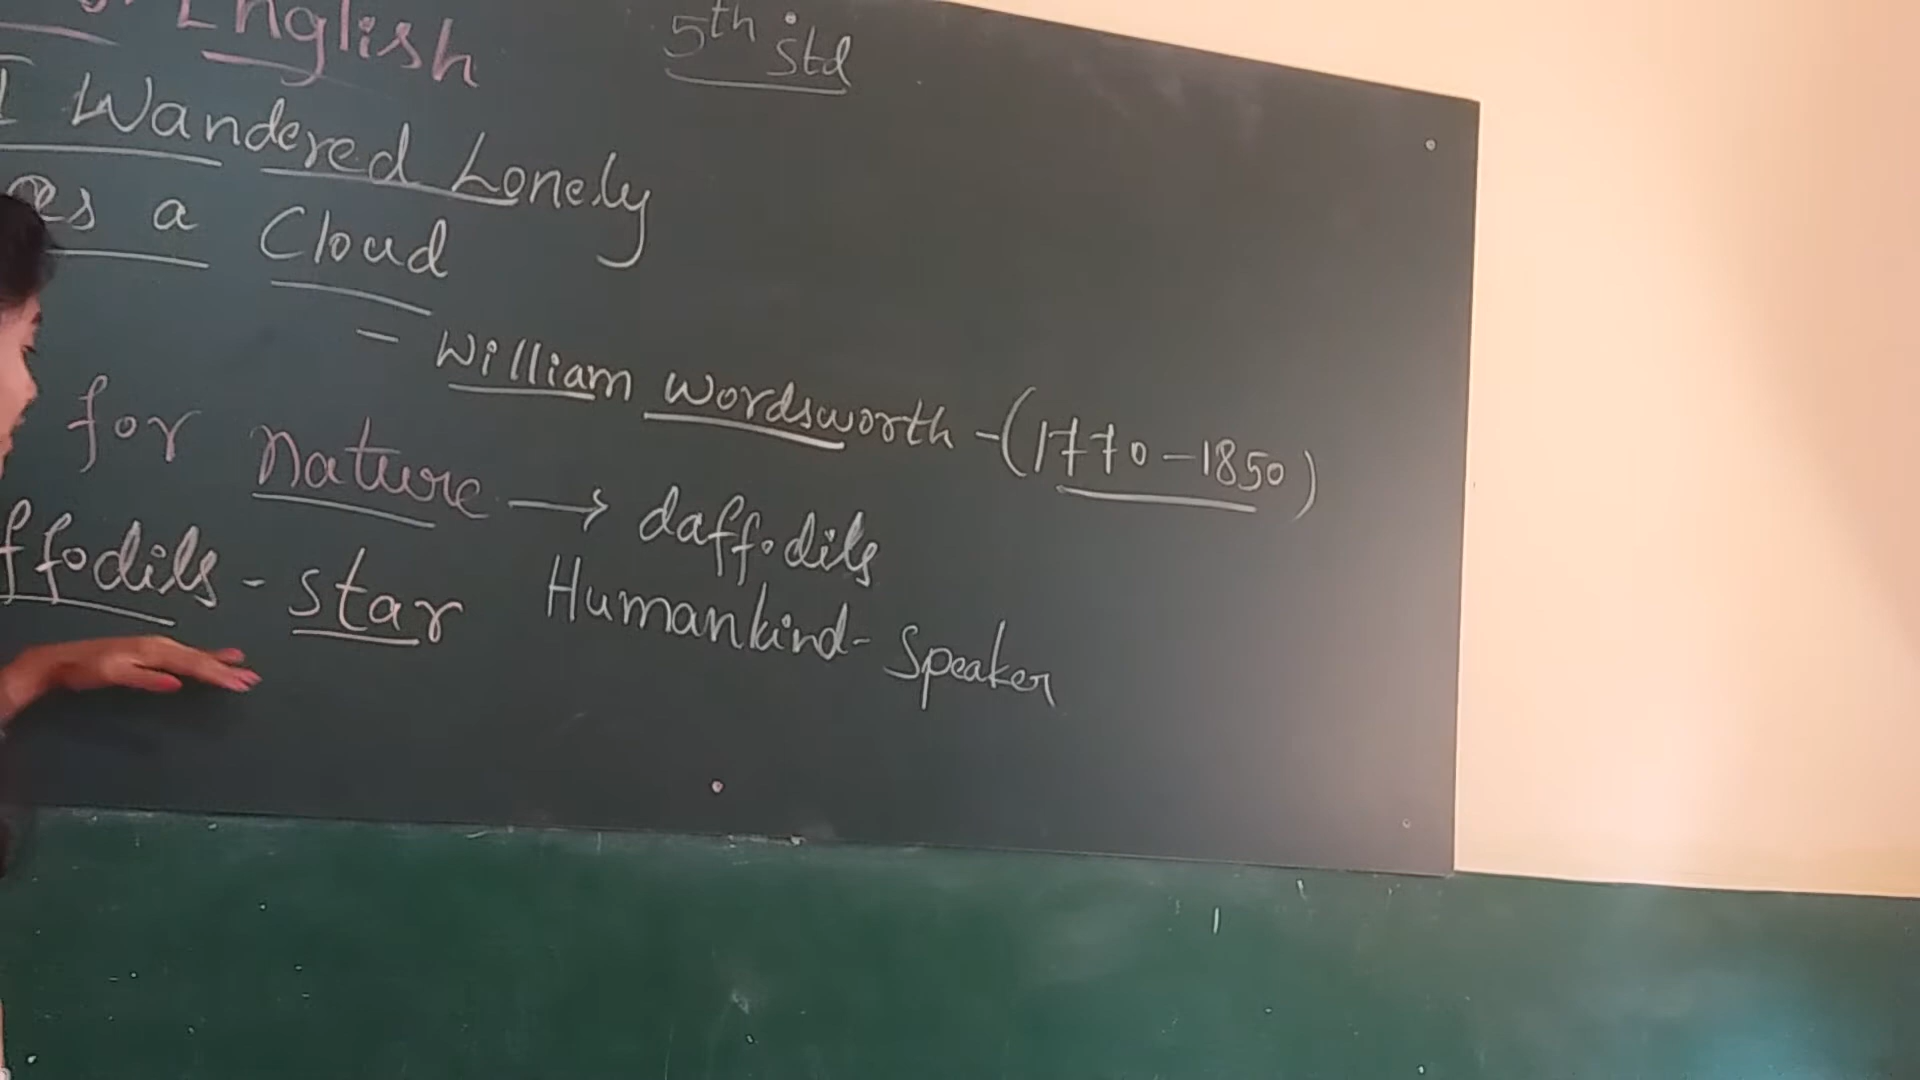 English 5th std
I Wandered Lonely
as a Cloud
- William Wordsworth - (1770-1850)
for nature → daffodils
ffodils - star Humankind - Speaker